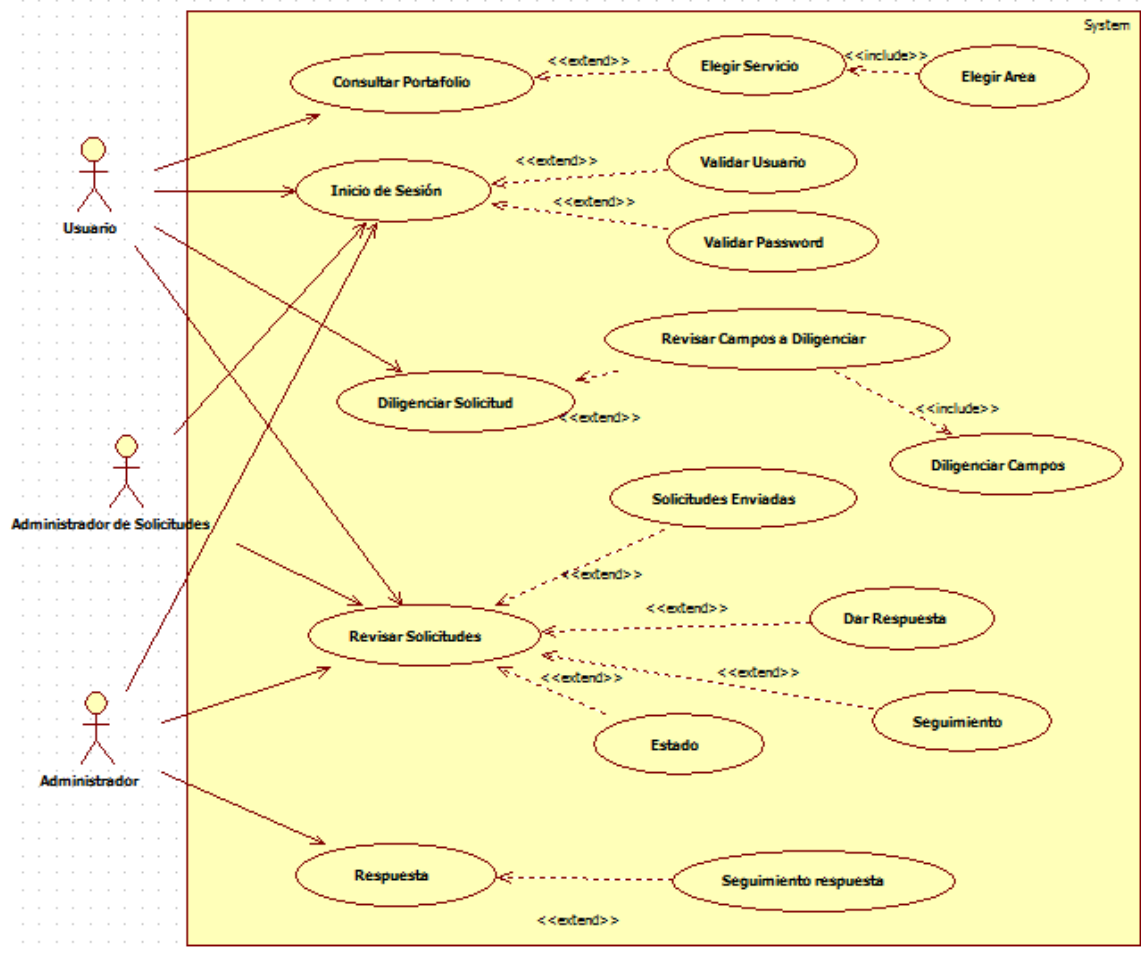 System
<<extend>>
Elegir Servicio
<<include>>
Elegir Area
Consultar Portafolio
Usuario
Inicio de Sesión
<<extend>>
Validar Usuario
<<extend>>
Validar Password
Revisar Campos a Diligenciar
Diligenciar Solicitud
<<extend>>
<<include>>
Diligenciar Campos
Administrador de Solicitudes
Solicitudes Enviadas
<<extend>>
Revisar Solicitudes
<<extend>>
Dar Respuesta
<<extend>>
<<extend>>
Seguimiento
Estado
Administrador
Respuesta
Seguimiento respuesta
<<extend>>